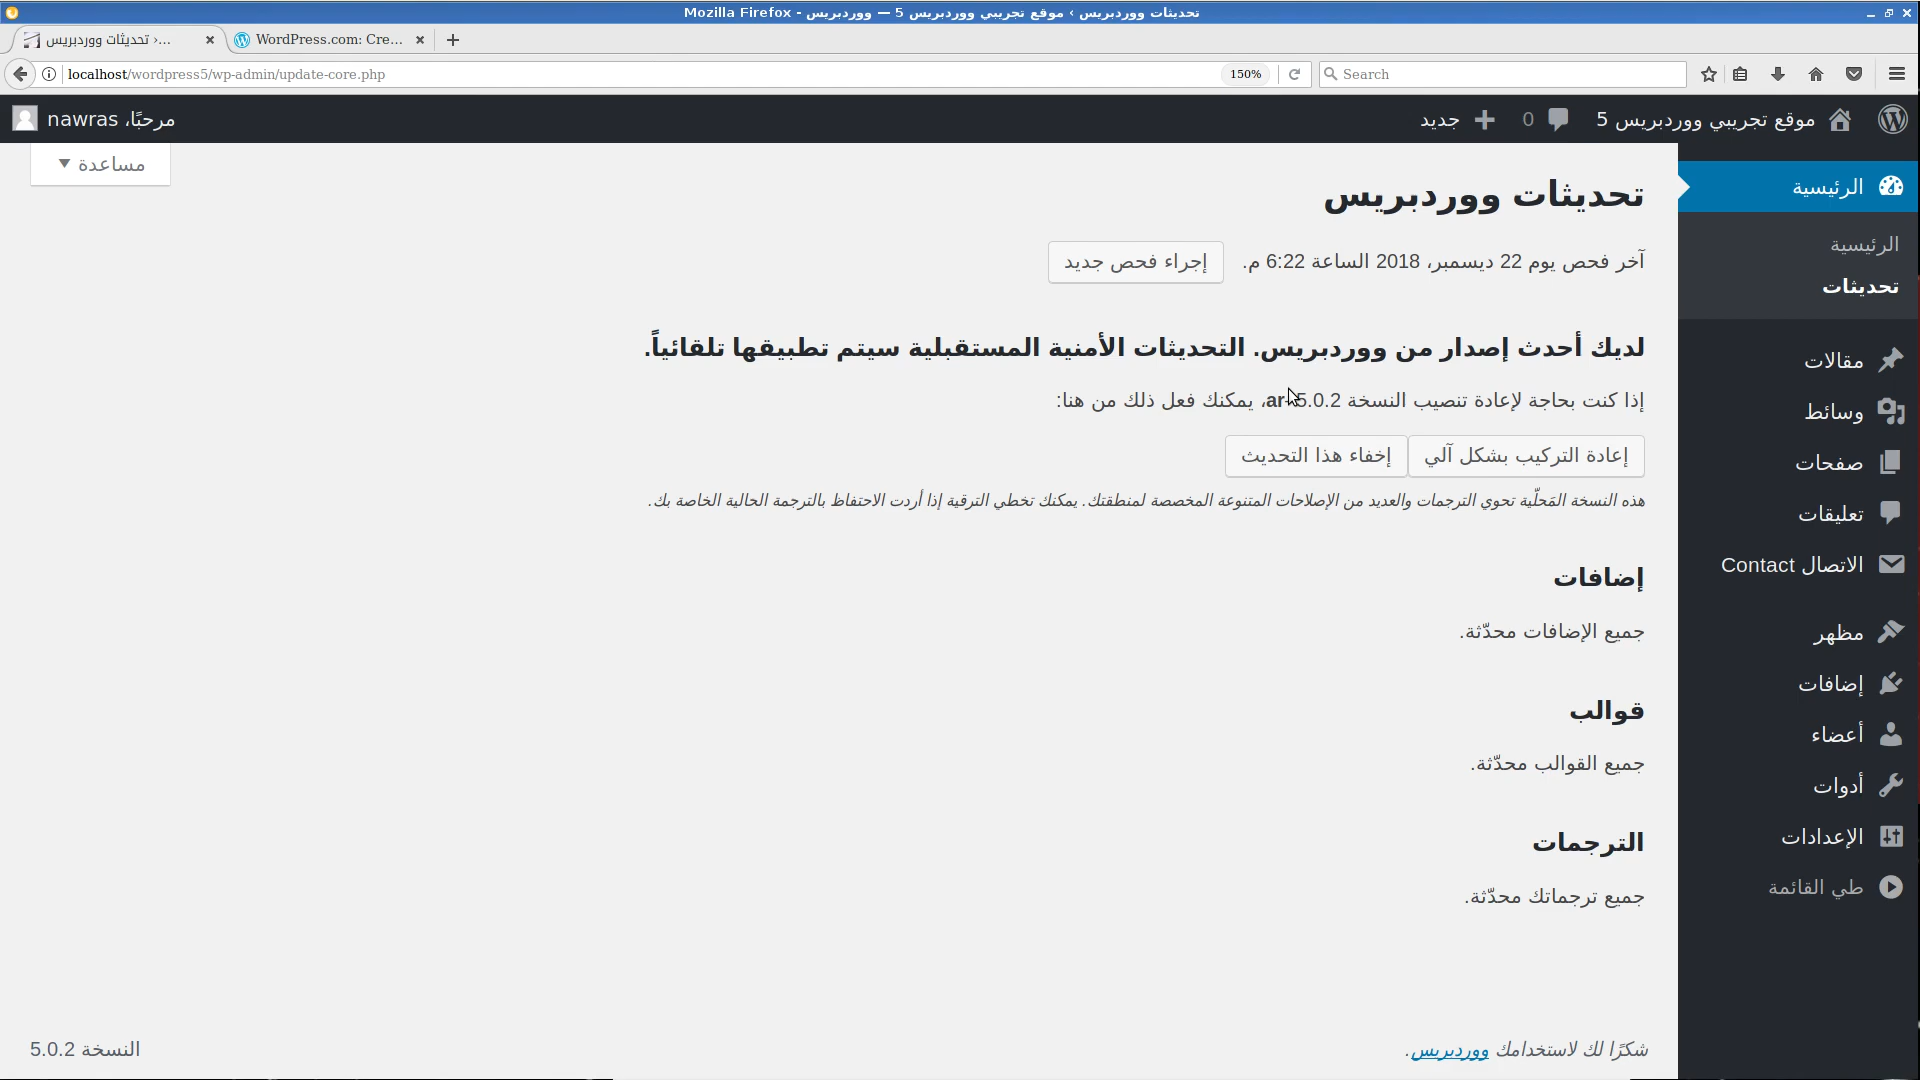 تحديثات ووردبريس › موقع تجريبي ووردبريس 5 — ووردبريس - Mozilla Firefox
‹ تحديثات ووردبريس...
WordPress.com: Cre...
localhost/wordpress5/wp-admin/update-core.php
150%
Search
موقع تجريبي ووردبريس 5
0
جديد
مرحبًا، nawras
مساعدة
الرئيسية
الرئيسية
تحديثات
مقالات
وسائط
صفحات
تعليقات
الاتصال Contact
مظهر
إضافات
أعضاء
أدوات
الإعدادات
طي القائمة
تحديثات ووردبريس
آخر فحص يوم 22 ديسمبر، 2018 الساعة 6:22 م. إجراء فحص جديد
لديك أحدث إصدار من ووردبريس. التحديثات الأمنية المستقبلية سيتم تطبيقها تلقائياً.
إذا كنت بحاجة لإعادة تنصيب النسخة 5.0.2–ar، يمكنك فعل ذلك من هنا:
إعادة التركيب بشكل آلي
إخفاء هذا التحديث
هذه النسخة المَحلّية تحوي الترجمات والعديد من الإصلاحات المتنوعة المخصصة لمنطقتك. يمكنك تخطي الترقية إذا أردت الاحتفاظ بالترجمة الحالية الخاصة بك.
إضافات
جميع الإضافات محدّثة.
قوالب
جميع القوالب محدّثة.
الترجمات
جميع ترجماتك محدّثة.
شكرًا لك لاستخدامك ووردبريس.
النسخة 5.0.2